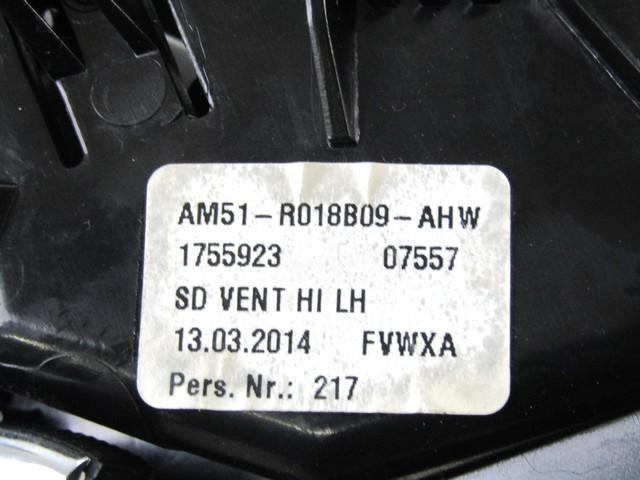 AM51-R018B09-AHW
1755923 07557
SD VENT HI LH
13.03.2014 FVWXA
Pers. Nr.: 217